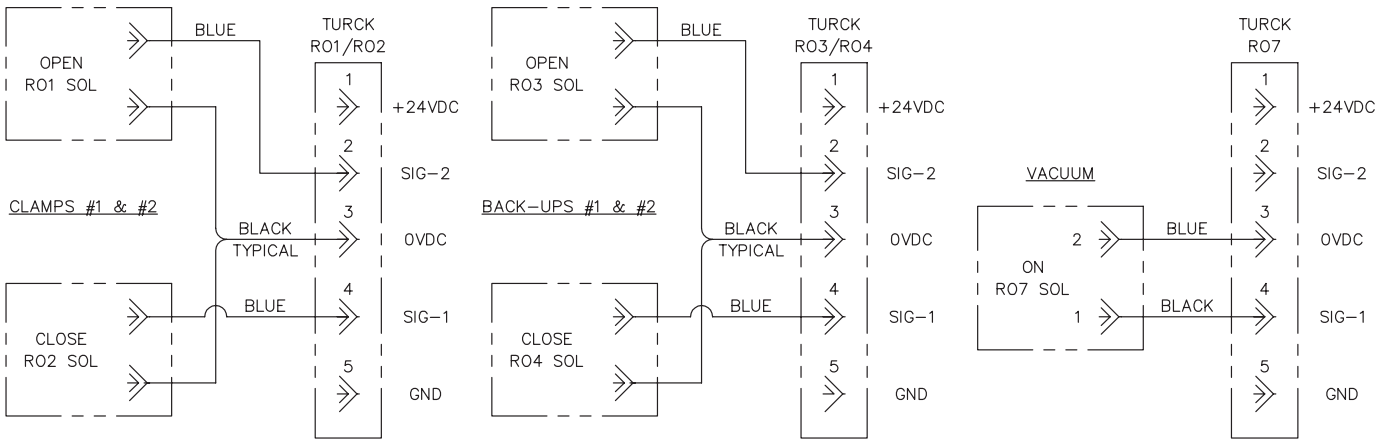 TURCK
RO1/RO2
OPEN
RO1 SOL
BLUE
1
+24VDC
2
SIG-2
CLAMPS #1 & #2
3
BLACK
TYPICAL
0VDC
4
BLUE
SIG-1
CLOSE
RO2 SOL
5
GND
TURCK
RO3/RO4
OPEN
RO3 SOL
BLUE
1
+24VDC
2
SIG-2
BACK-UPS #1 & #2
3
BLACK
TYPICAL
0VDC
4
BLUE
SIG-1
CLOSE
RO4 SOL
5
GND
TURCK
RO7
1
+24VDC
2
SIG-2
VACUUM
3
2
BLUE
0VDC
ON
RO7 SOL
4
1
BLACK
SIG-1
5
GND